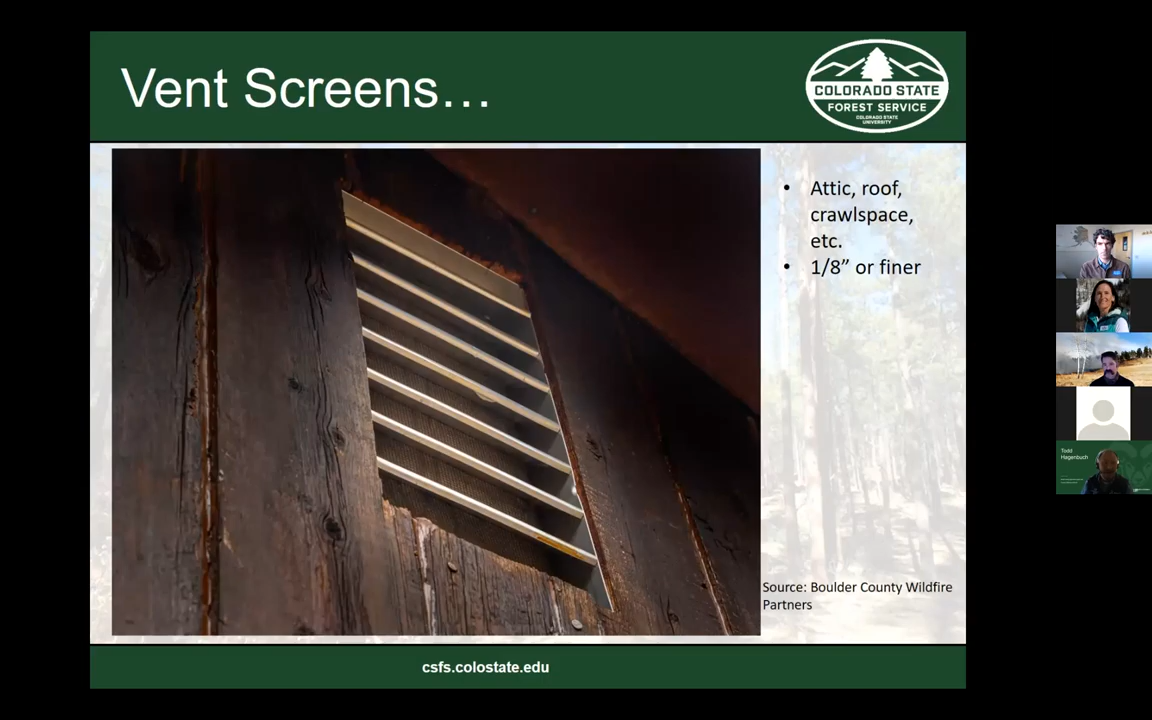 Vent Screens…
COLORADO STATE
FOREST SERVICE
COLORADO STATE
UNIVERSITY
• Attic, roof,
crawlspace,
etc.
• 1/8” or finer
Source: Boulder County Wildfire
Partners
csfs.colostate.edu
Todd
Hagenbuch